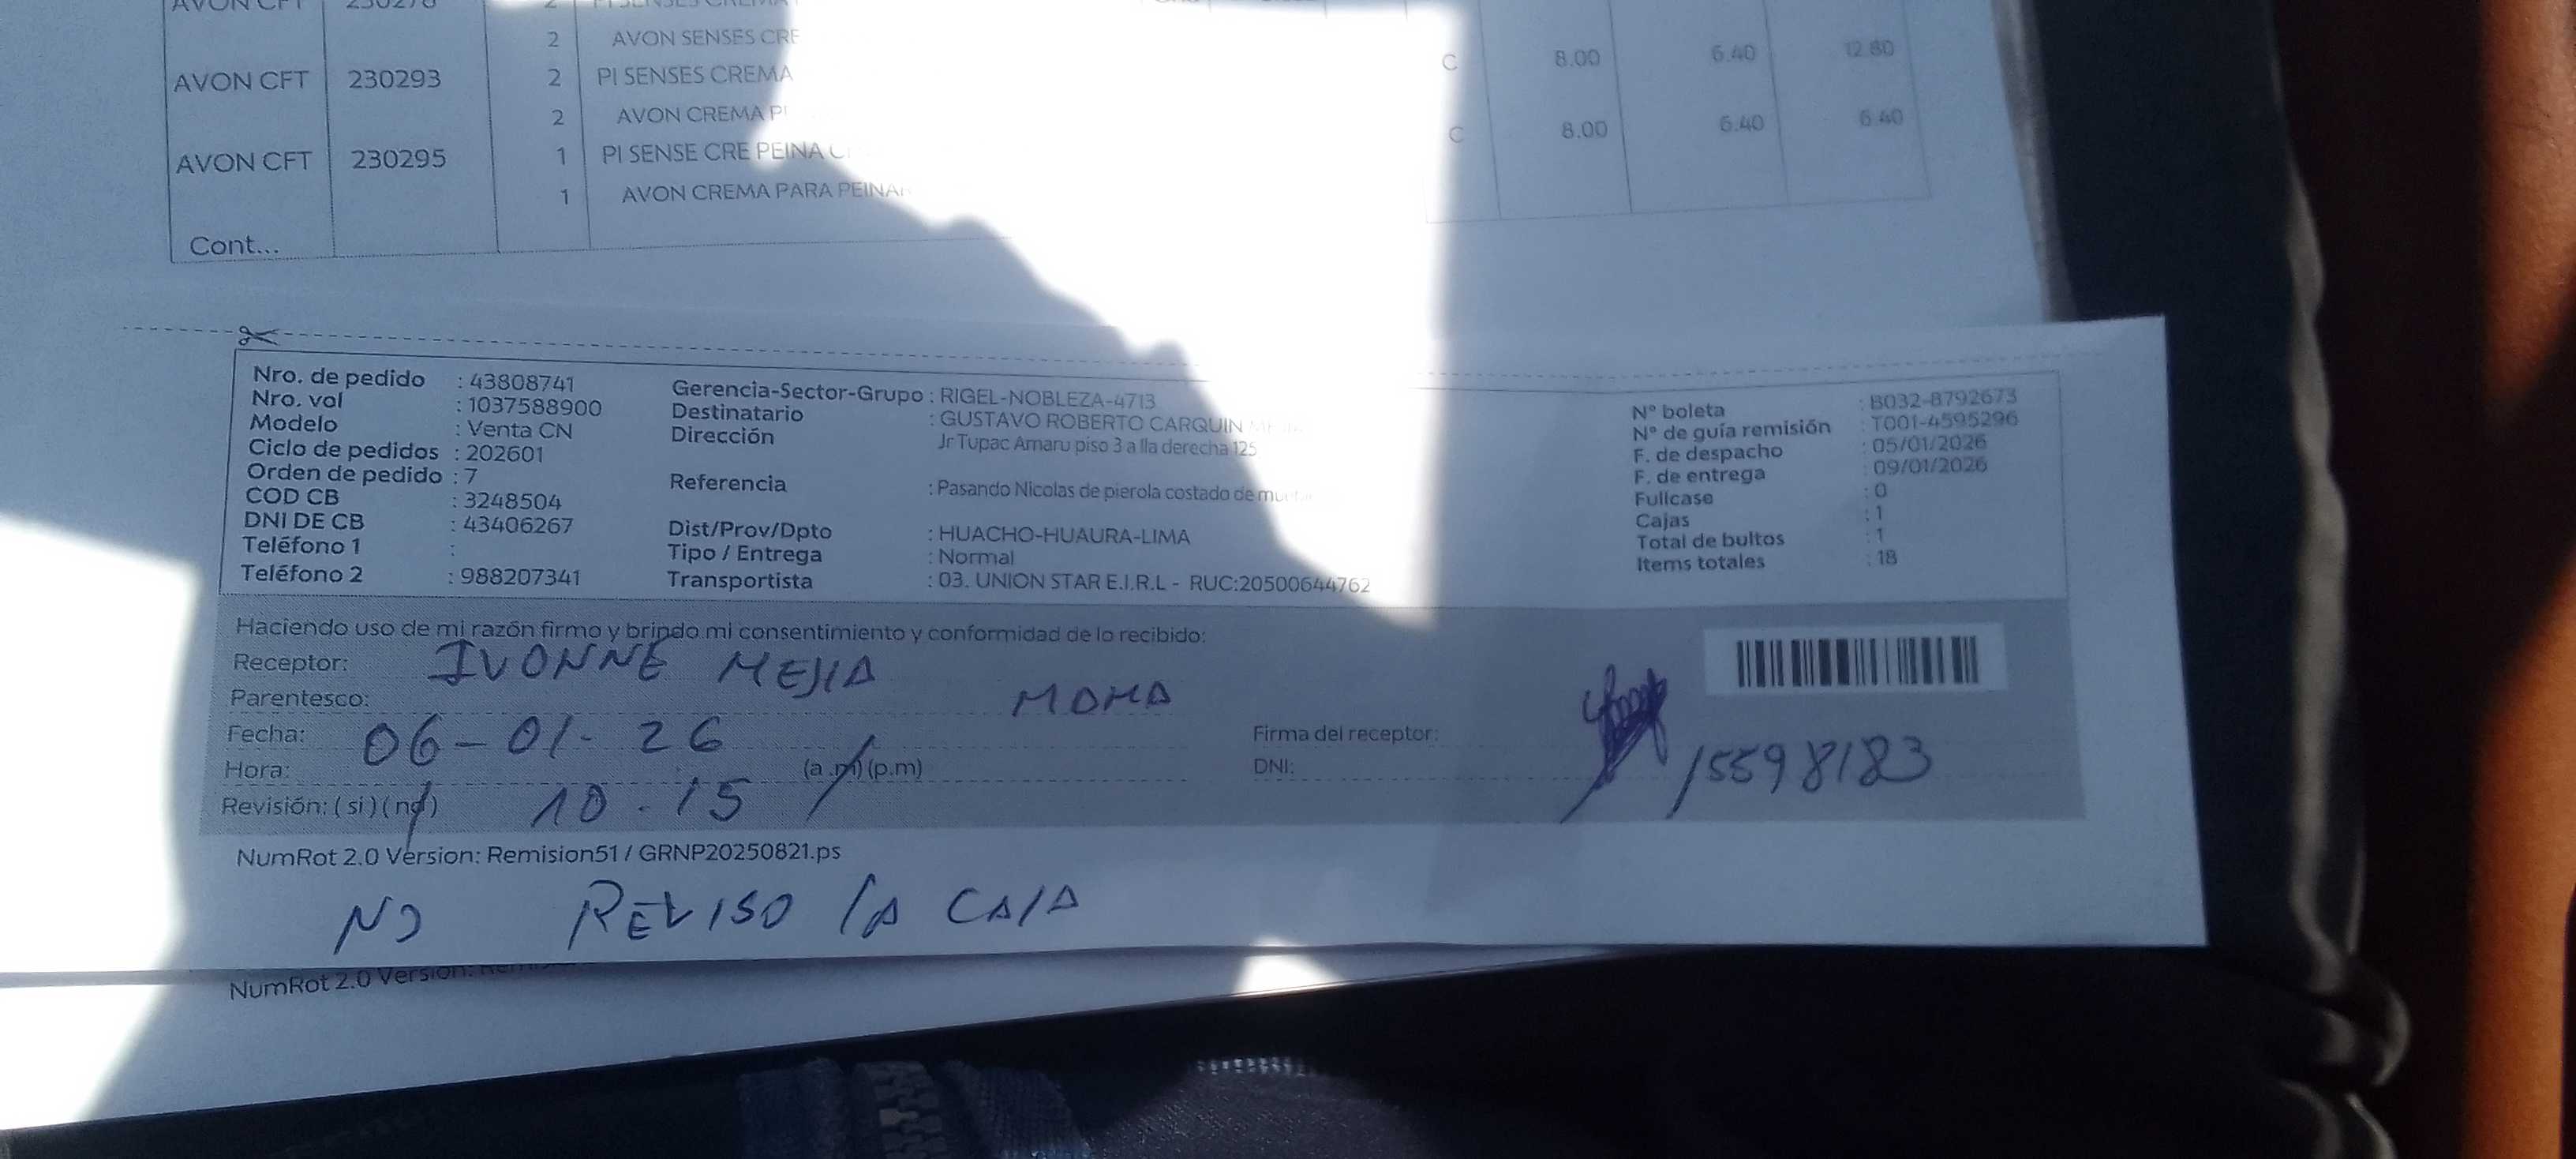 AVON CFT 230278 2 PI SENSES CREMA
2 AVON SENSES CRE
AVON CFT 230293 2 PI SENSES CREMA C 8.00 6.40 12.80
2 AVON CREMA
AVON CFT 230295 1 PI SENSE CRE PEINA C 8.00 6.40 6.40
1 AVON CREMA PARA PEINAR
Cont...
Nro. de pedido : 43808741
Nro. vol : 1037588900
Modelo : Venta CN
Ciclo de pedidos : 202601
Orden de pedido : 7
COD CB : 3248504
DNI DE CB : 43406267
Teléfono 1 :
Teléfono 2 : 988207341
Gerencia-Sector-Grupo : RIGEL-NOBLEZA-4713
Destinatario : GUSTAVO ROBERTO CARQUIN
Dirección Jr Tupac Amaru piso 3 a lla derecha 125
Referencia : Pasando Nicolas de pierola costado de
Dist/Prov/Dpto : HUACHO-HUAURA-LIMA
Tipo / Entrega : Normal
Transportista : 03. UNION STAR E.I.R.L - RUC:20500644762
N° boleta : B032-8792673
N° de guía remisión : T001-4595296
F. de despacho : 05/01/2026
F. de entrega : 09/01/2026
Fullcase : 0
Cajas : 1
Total de bultos : 1
Items totales : 18
Haciendo uso de mi razón firmo y brindo mi consentimiento y conformidad de lo recibido:
Receptor: IVONNE MEJIA
Parentesco: MAMA
Fecha: 06-01-26
Hora: 10-15 (a.m) (p.m)
Revisión: (si) (no)
Firma del receptor:
DNI: 15598183
NumRot 2.0 Version: Remision51 / GRNP20250821.ps
NO REVISO LA CAJA
NumRot 2.0 Version: